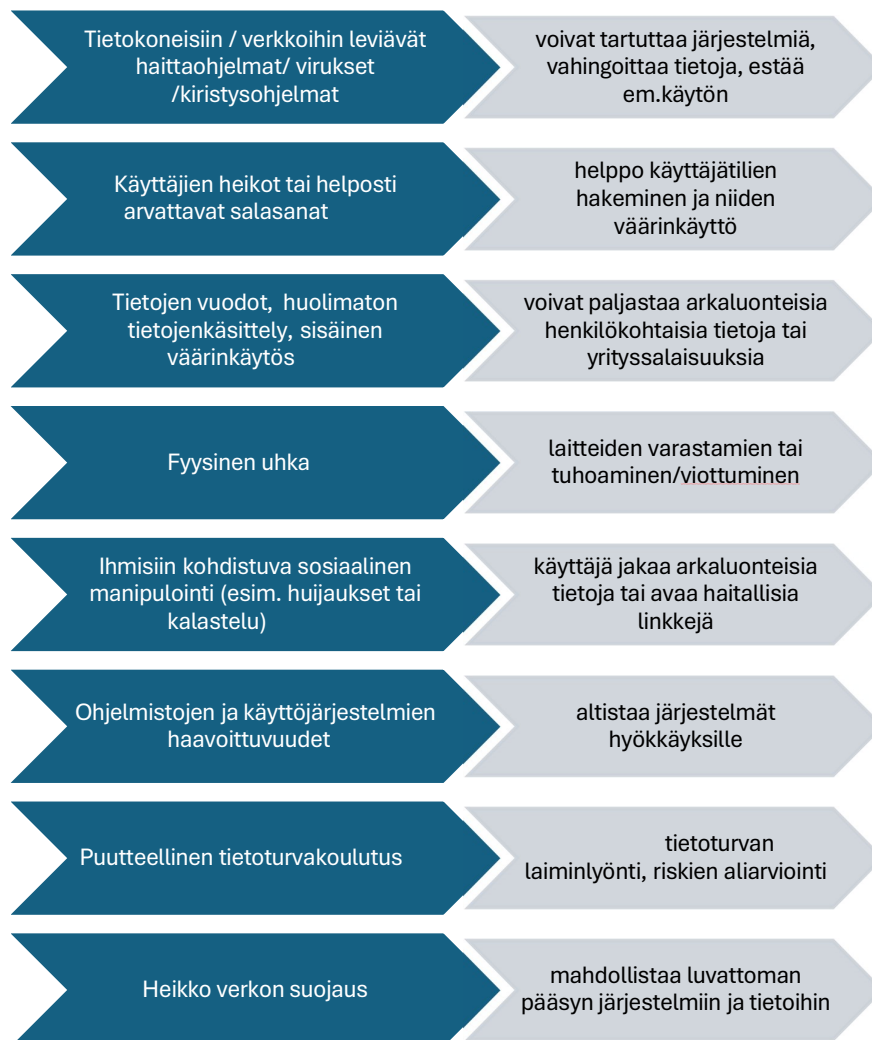 Tietokoneisiin / verkkoihin leviävät
haittaohjelmat/ virukset
/kiristysohjelmat
voivat tartuttaa järjestelmiä,
vahingoittaa tietoja, estää
em.käytön
Käyttäjien heikot tai helposti
arvattavat salasanat
helppo käyttäjätilien
hakeminen ja niiden
väärinkäyttö
Tietojen vuodot, huolimaton
tietojenkäsittely, sisäinen
väärinkäytös
voivat paljastaa arkaluonteisia
henkilökohtaisia tietoja tai
yrityssalaisuuksia
Fyysinen uhka
laitteiden varastamien tai
tuhoaminen/viottuminen
Ihmisiin kohdistuva sosiaalinen
manipulointi (esim. huijaukset tai
kalastelu)
käyttäjä jakaa arkaluonteisia
tietoja tai avaa haitallisia
linkkejä
Ohjelmistojen ja käyttöjärjestelmien
haavoittuvuudet
altistaa järjestelmät
hyökkäyksille
Puutteellinen tietoturvakoulutus
tietoturvan
laiminlyönti, riskien aliarviointi
Heikko verkon suojaus
mahdollistaa luvattoman
pääsyn järjestelmiin ja tietoihin